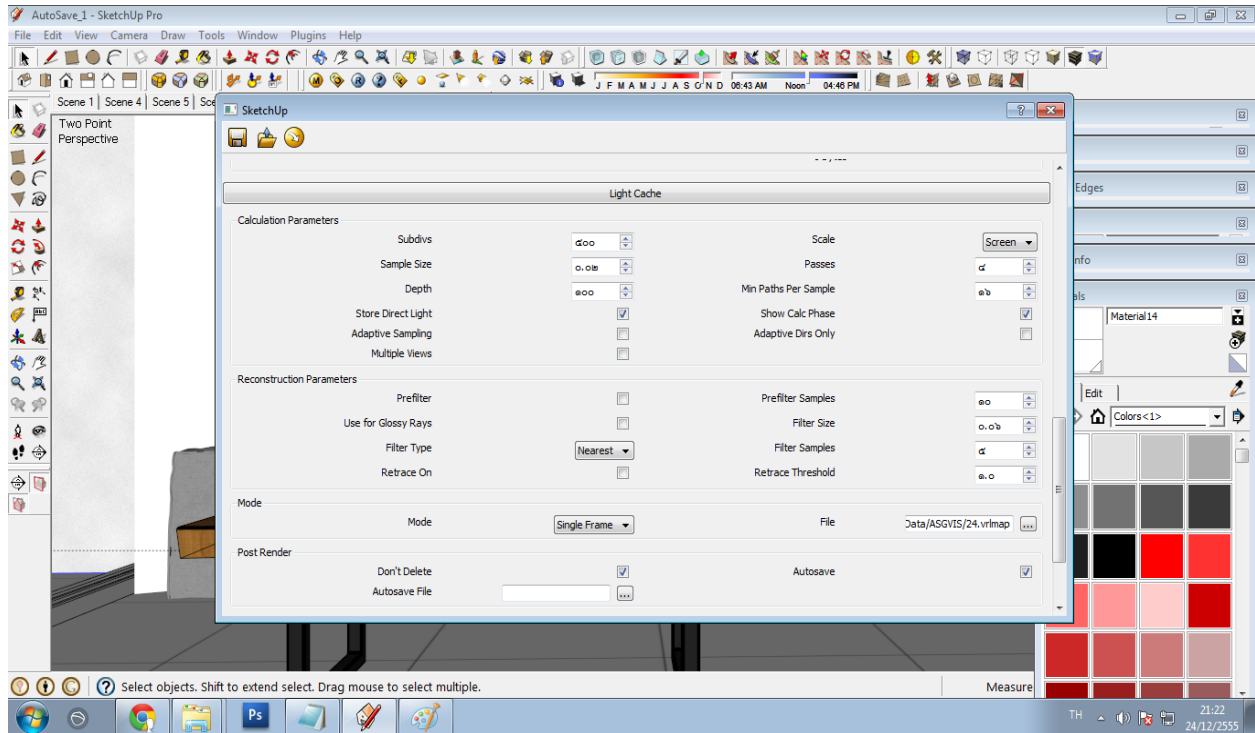 AutoSave_1 - SketchUp Pro
File Edit View Camera Draw Tools Window Plugins Help
J F M A M J J A S O N D 06:43 AM Noon 04:46 PM
Scene 1 Scene 4 Scene 5 Sce
Two Point
Perspective
SketchUp
Light Cache
Calculation Parameters
Subdivs ๕๐๐ Scale Screen
Sample Size ๐.๐๒ Passes ๔
Depth ๑๐๐ Min Paths Per Sample ๑๖
Store Direct Light Show Calc Phase
Adaptive Sampling Adaptive Dirs Only
Multiple Views
Reconstruction Parameters
Prefilter Prefilter Samples ๑๐
Use for Glossy Rays Filter Size ๐.๐๖
Filter Type Nearest Filter Samples ๕
Retrace On Retrace Threshold ๑.๐
Mode
Mode Single Frame File Data/ASGVIS/24.vrlmap ...
Post Render
Don't Delete Autosave
Autosave File ...
Edges
nfo
als
Material14
Edit
Colors<1>
Select objects. Shift to extend select. Drag mouse to select multiple.
Measure
Ps
TH
21:22
24/12/2555